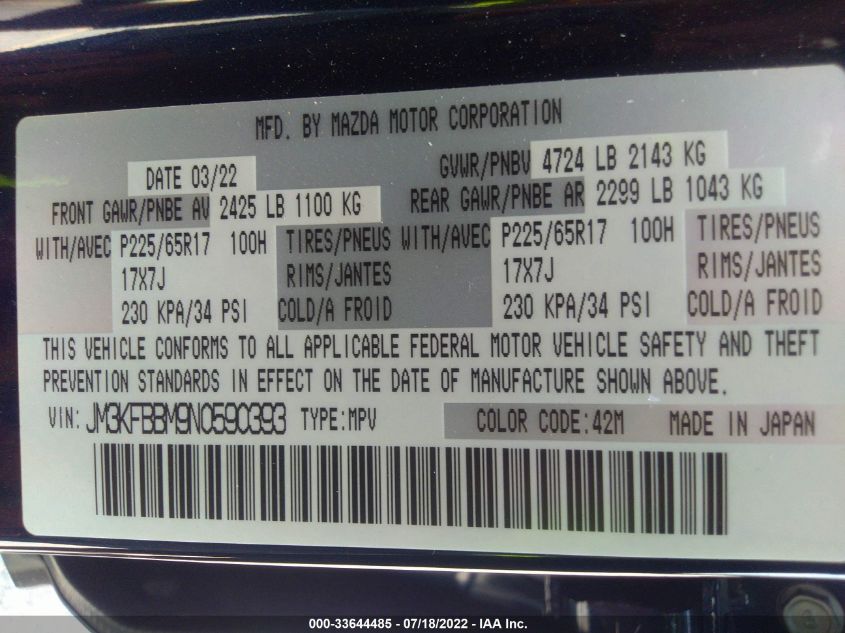 MFD. BY MAZDA MOTOR CORPORATION
DATE 03/22 GVWR/PNBV 4724 LB 2143 KG
FRONT GAWR/PNBE AV 2425 LB 1100 KG REAR GAWR/PNBE AR 2299 LB 1043 KG
WITH/AVEC P225/65R17 100H TIRES/PNEUS WITH/AVEC P225/65R17 100H TIRES/PNEUS
17X7J RIMS/JANTES 17X7J RIMS/JANTES
230 KPA/34 PSI COLD/A FROID 230 KPA/34 PSI COLD/A FROID
THIS VEHICLE CONFORMS TO ALL APPLICABLE FEDERAL MOTOR VEHICLE SAFETY AND THEFT
PREVENTION STANDARDS IN EFFECT ON THE DATE OF MANUFACTURE SHOWN ABOVE.
VIN: JM3KFBBM9N0590393 TYPE:MPV COLOR CODE:42M MADE IN JAPAN
000-33644485 - 07/18/2022 - IAA Inc.